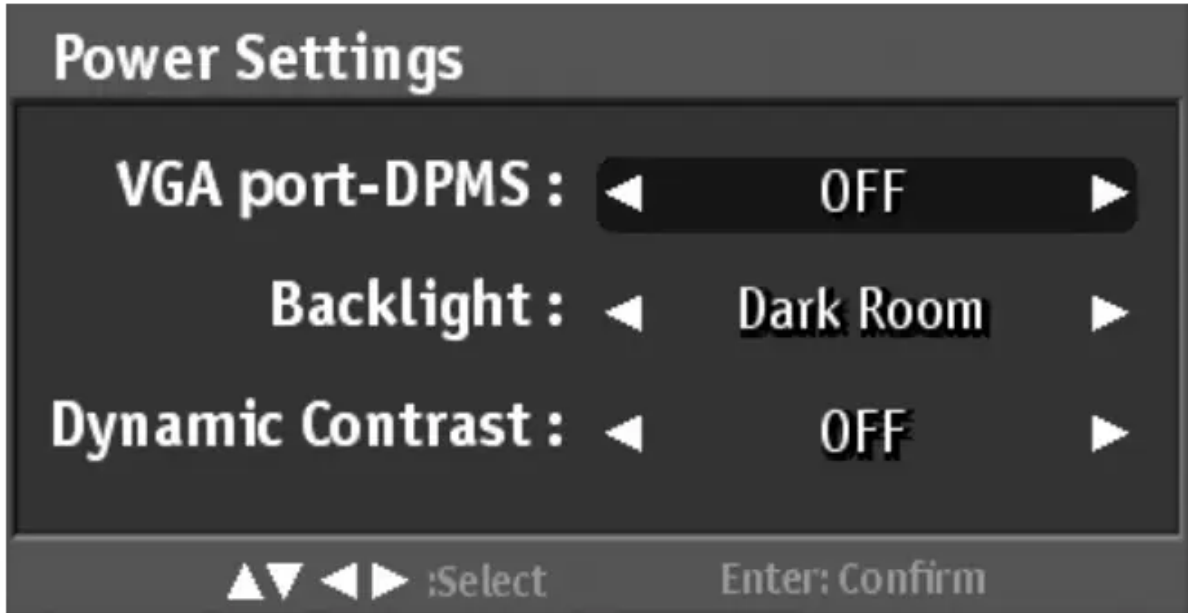 Power Settings
VGA port-DPMS : ◀ OFF ▶
Backlight : ◀ Dark Room ▶
Dynamic Contrast : ◀ OFF ▶
▲▼ ◀ ▶ :Select Enter: Confirm